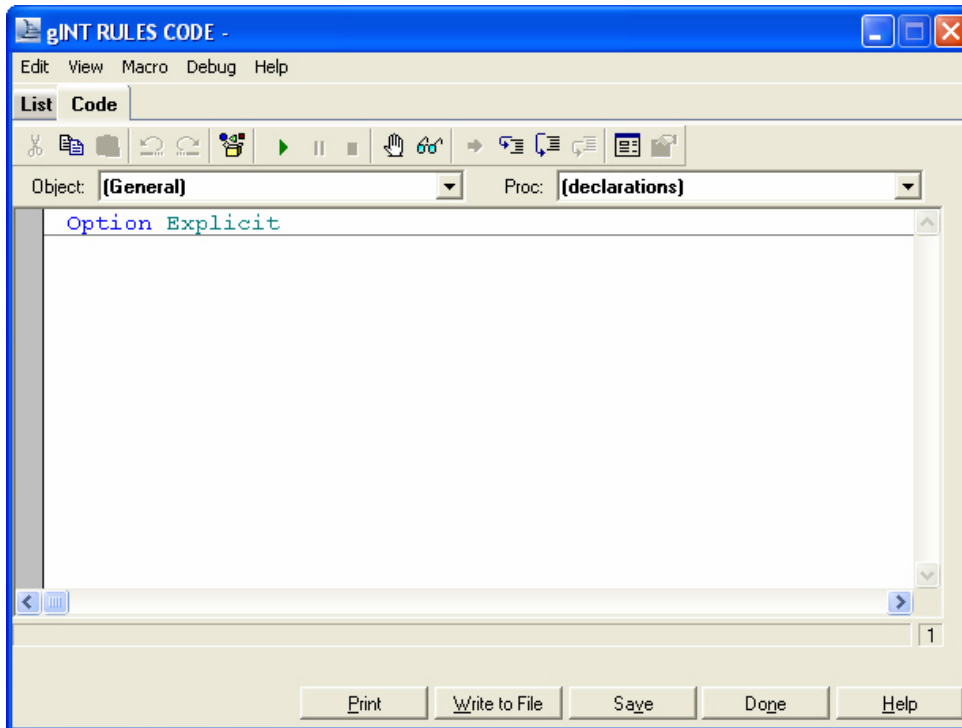 gINT RULES CODE -
Edit View Macro Debug Help
List Code
Object: (General) Proc: (declarations)
Option Explicit
1
Print Write to File Save Done Help